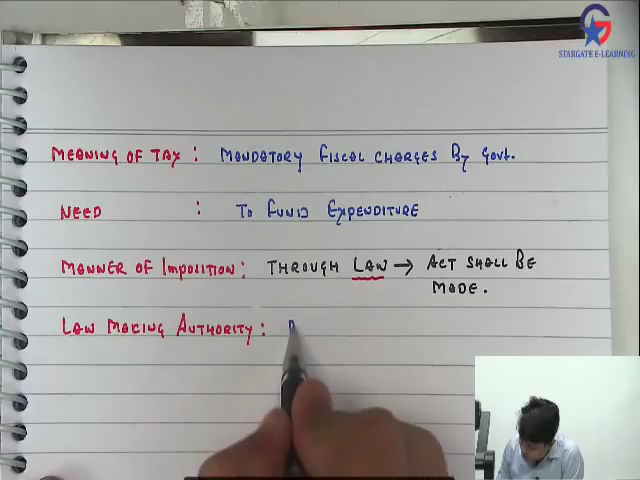 STARGATE E-LEARNING
MEANING OF TAX : MANDATORY FISCAL CHARGES BY GOVT.
NEED : TO FUND EXPENDITURE
MANNER OF IMPOSITION: THROUGH LAW → ACT SHALL BE
MADE.
LAW MAKING AUTHORITY: